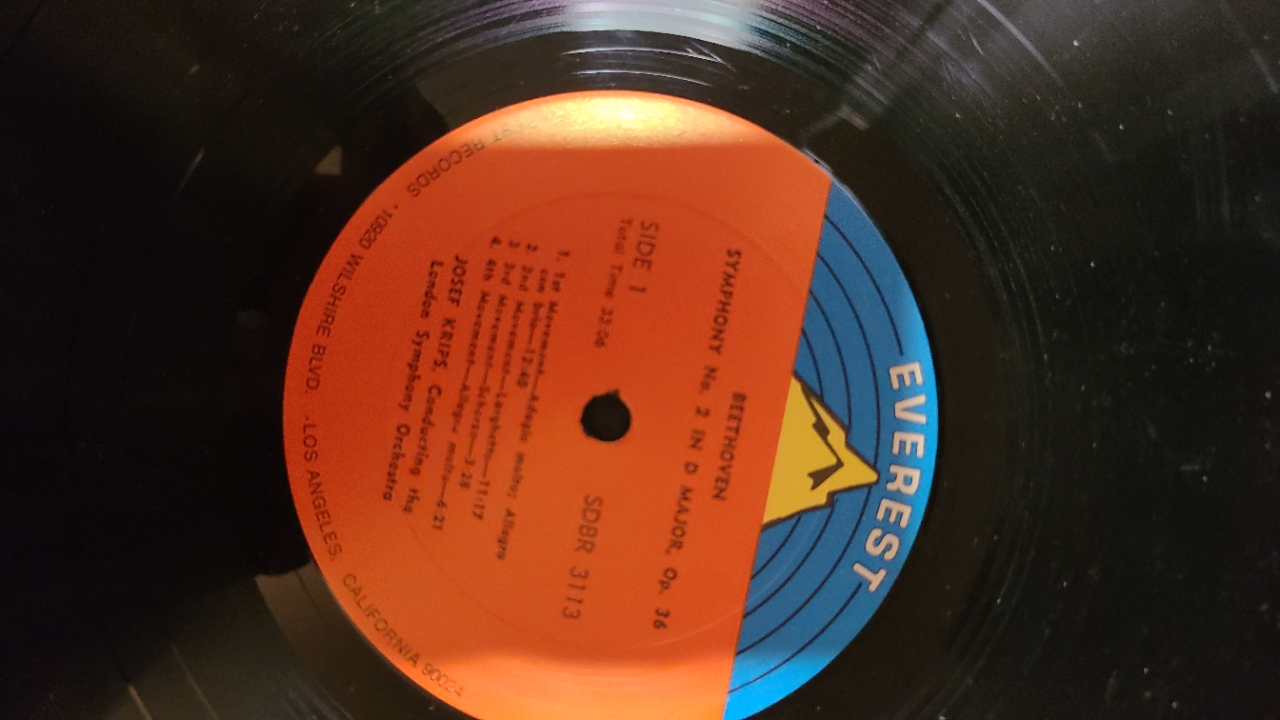 EVEREST
BEETHOVEN
SYMPHONY No. 2 IN D MAJOR, Op. 36
SIDE 1
SDBR 3113
Total Time 33:06
1. 1st Movement—Adagio molto; Allegro
con brio—12:40
2. 2nd Movement—Larghetto—11:17
3 3rd Movement—Scherzo—3:28
4. 4th Movement—Allegro molto—6:21
JOSEF KRIPS, Conducting the
London Symphony Orchestra
RECORDS · 10920 WILSHIRE BLVD. · LOS ANGELES, CALIFORNIA 90024